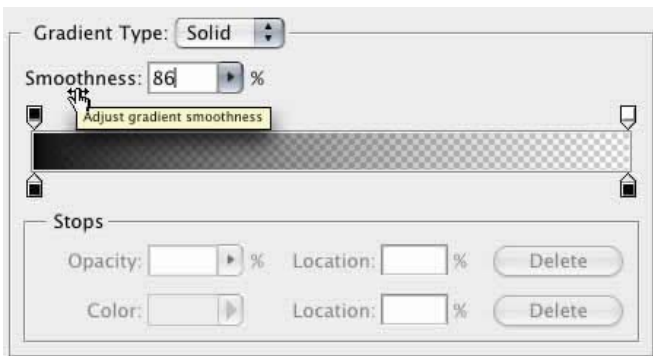 Gradient Type: Solid
Smoothness: 86 %
Adjust gradient smoothness
Stops
Opacity: % Location: % Delete
Color: Location: % Delete